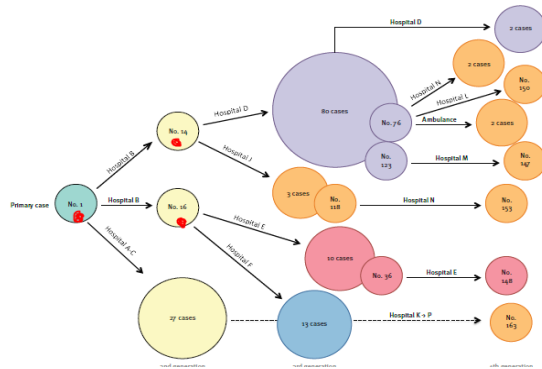 Hospital D
2 cases
2 cases
No.
150
Hospital N
Hospital L
Hospital D
80 cases
No. 76
Ambulance
2 cases
No. 14
No.
123
Hospital M
No.
147
Hospital B
Hospital J
3 cases
No.
118
Hospital N
No.
153
Primary case
No. 1
Hospital B
No. 16
Hospital E
Hospital F
10 cases
No. 36
Hospital E
No.
148
Hospital A-C
27 cases
13 cases
Hospital K → P
No.
163
2nd generation